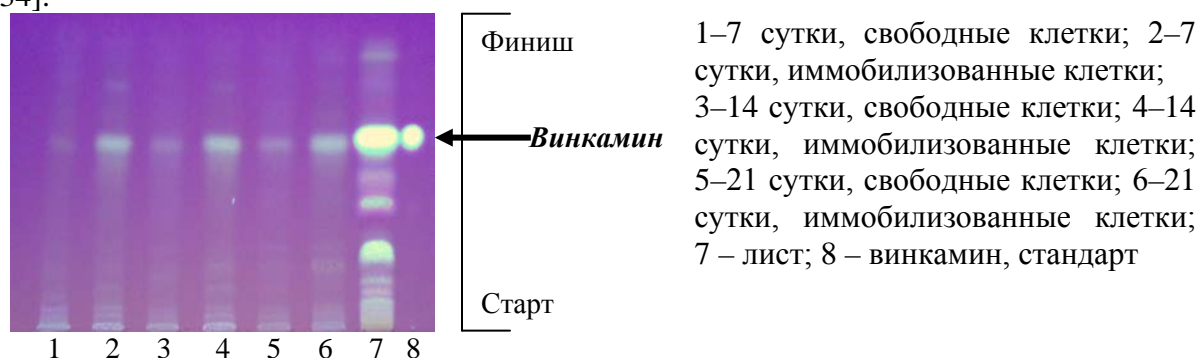 54].
Финиш
Винкамин
Старт
1 2 3 4 5 6 7 8
1–7 сутки, свободные клетки; 2–7
сутки, иммобилизованные клетки;
3–14 сутки, свободные клетки; 4–14
сутки, иммобилизованные клетки;
5–21 сутки, свободные клетки; 6–21
сутки, иммобилизованные клетки;
7 – лист; 8 – винкамин, стандарт